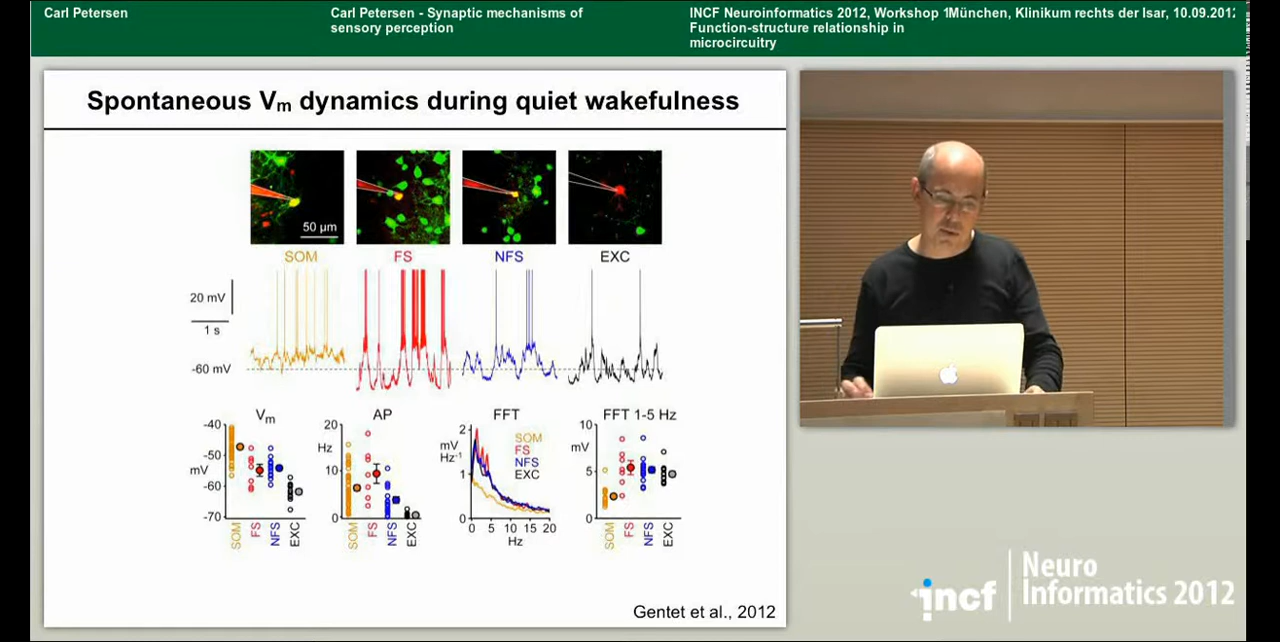 Carl Petersen
Carl Petersen - Synaptic mechanisms of
sensory perception
INCF Neuroinformatics 2012, Workshop 1
Function-structure relationship in
microcircuitry
München, Klinikum rechts der Isar, 10.09.2012
Spontaneous Vm dynamics during quiet wakefulness
50 µm
SOM FS NFS EXC
20 mV
1 s
-60 mV
Vm AP FFT FFT 1-5 Hz
-40
-50
mV
-60
-70
SOM FS NFS EXC
20
Hz
10
0
SOM FS NFS EXC
2
mV
Hz-1
1
0
SOM
FS
NFS
EXC
0 5 10 15 20
Hz
10
mV
5
0
SOM FS NFS EXC
Gentet et al., 2012
incf
Neuro
Informatics 2012